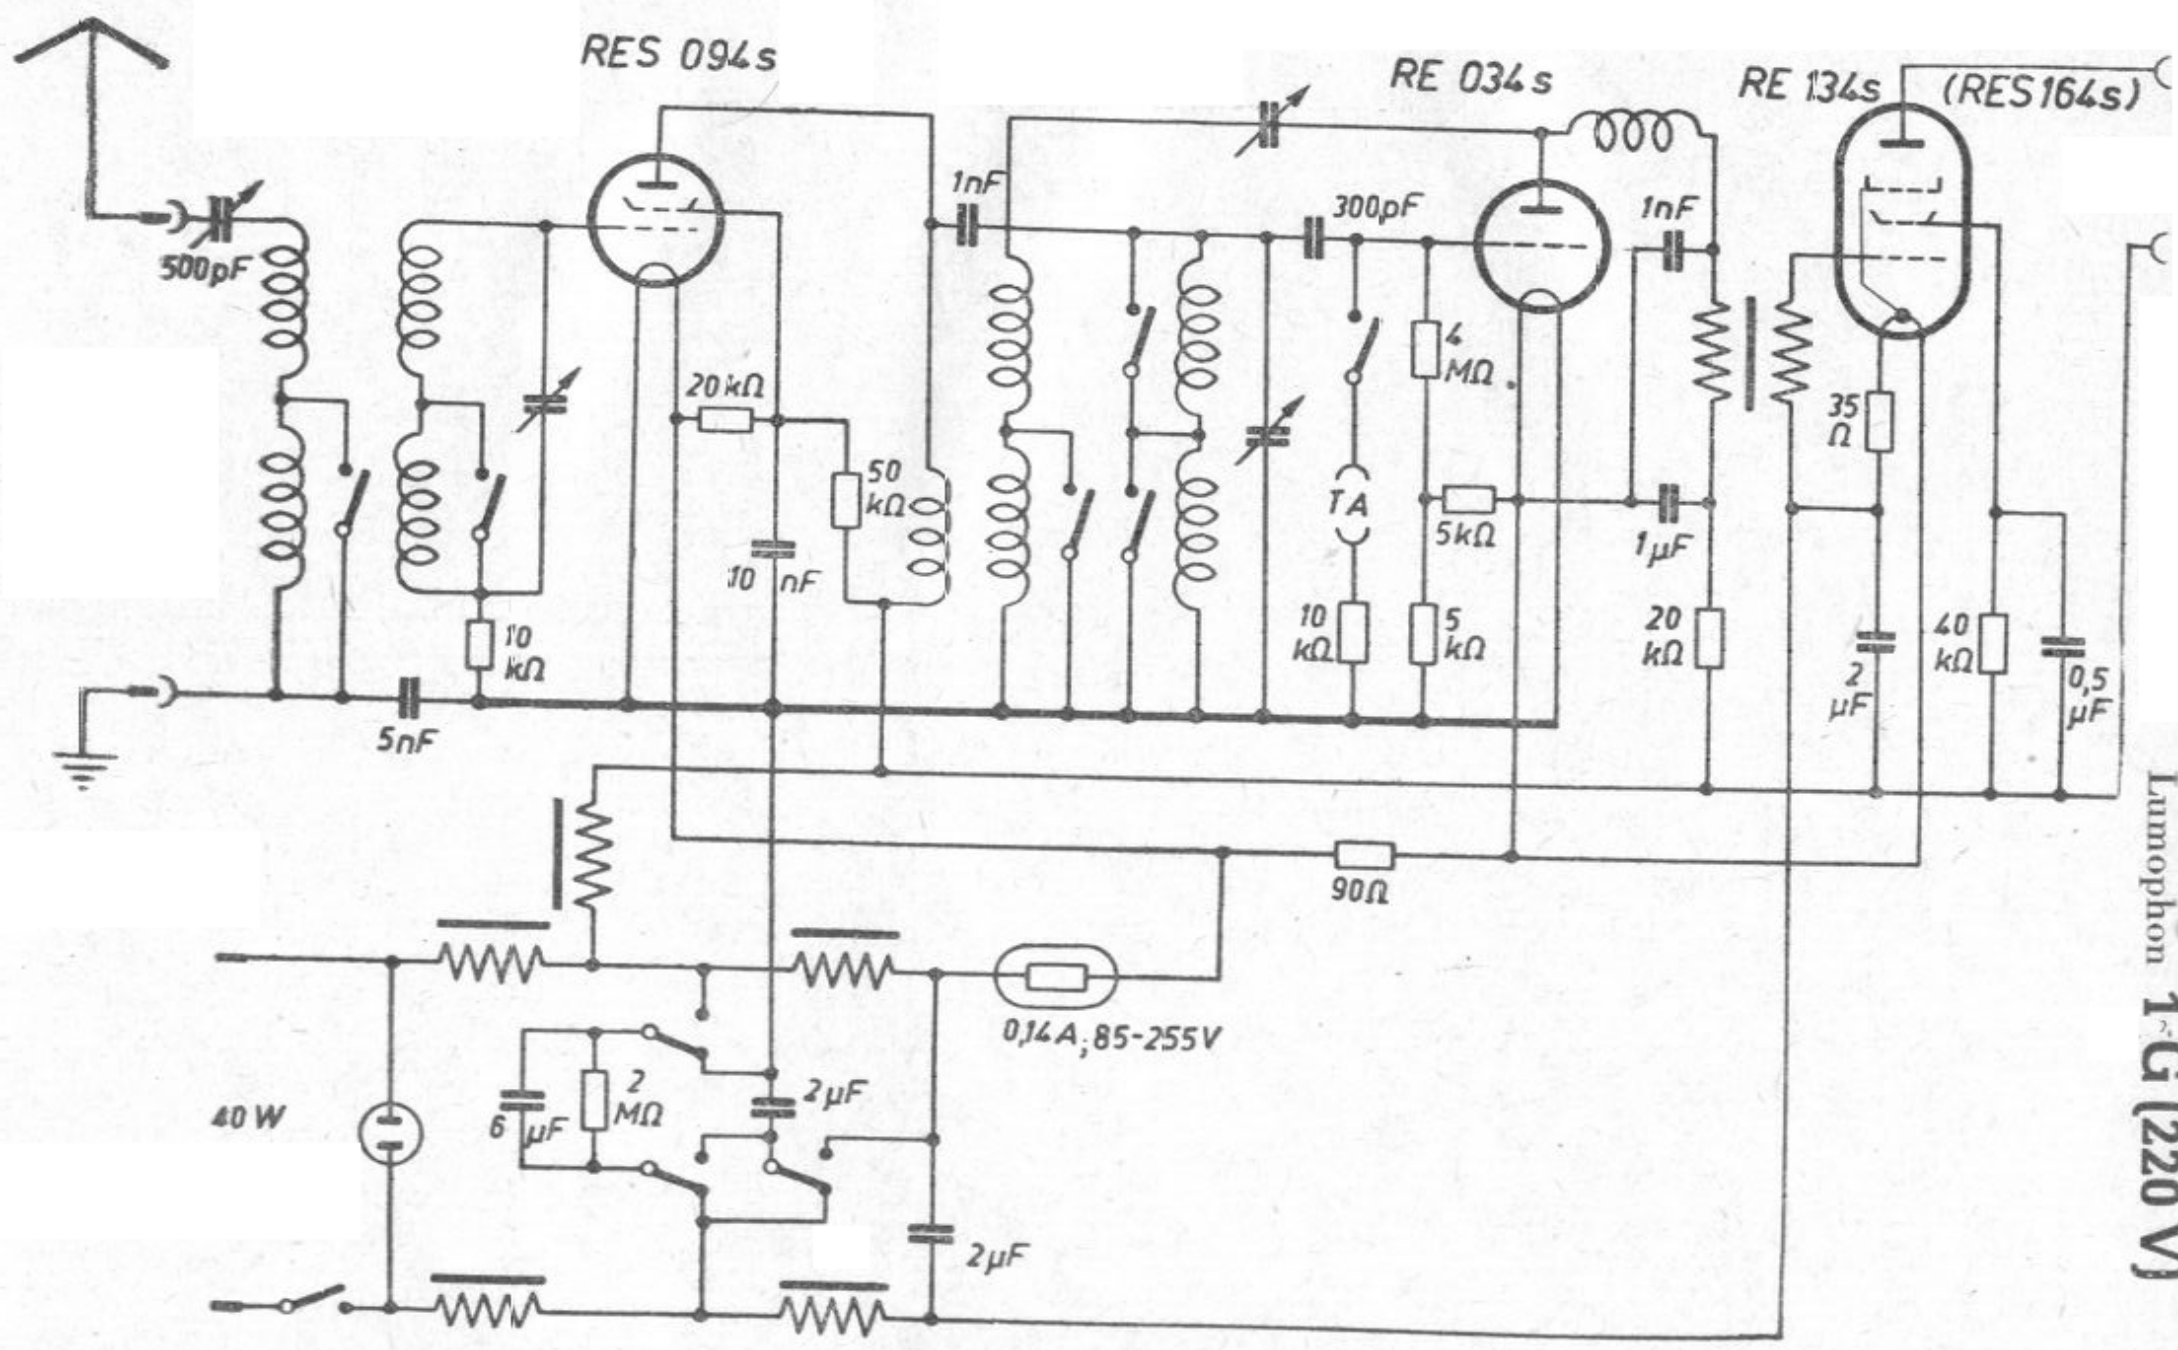 RES 094s
RE 034s
RE 134s
(RES164s)
500pF
1nF
300pF
1nF
20kΩ
4
MΩ
35
Ω
50
kΩ
TA
5kΩ
1µF
10 nF
10
kΩ
10
kΩ
5
kΩ
20
kΩ
2
µF
40
kΩ
0,5
µF
5nF
90Ω
0,14A; 85-255V
40W
6 µF
2
MΩ
2µF
2µF
Lumophon 1 G (220 V)